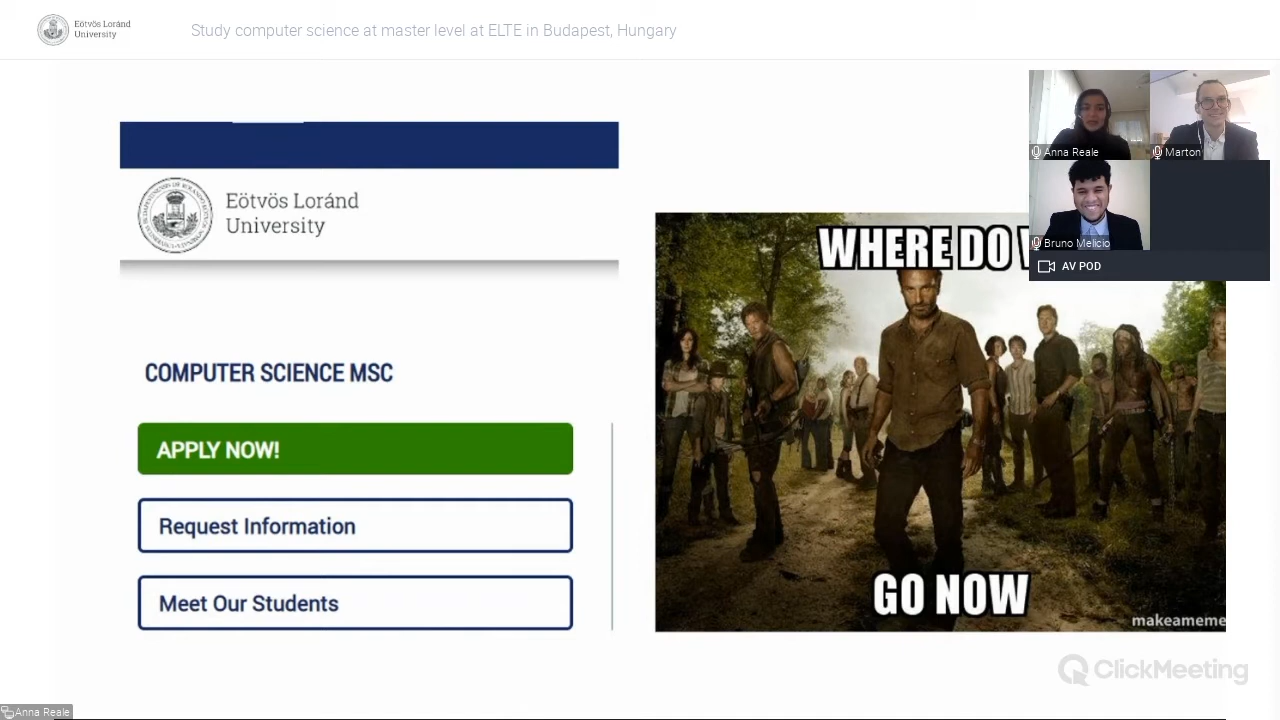 Eötvös Loránd
University
Study computer science at master level at ELTE in Budapest, Hungary
Eötvös Loránd
University
COMPUTER SCIENCE MSC
APPLY NOW!
Request Information
Meet Our Students
WHERE DO
GO NOW
makeameme
Anna Reale
Marton
Bruno Melicio
AV POD
ClickMeeting
Anna Reale